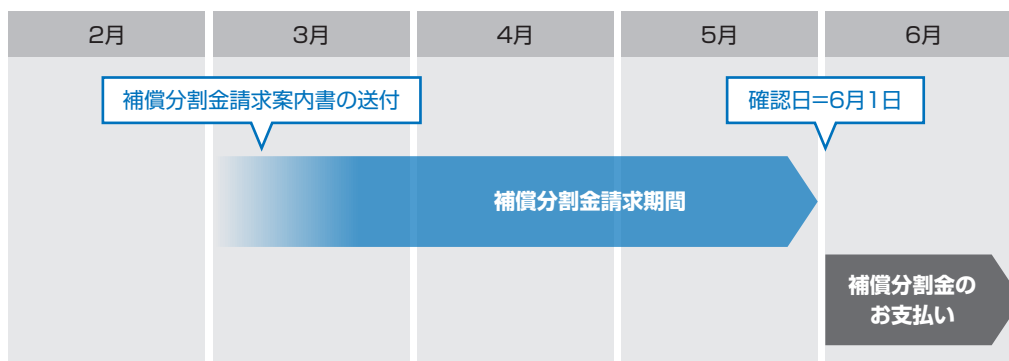 2月
3月
4月
5月
6月
補償分割金請求案内書の送付
確認日=6月1日
補償分割金請求期間
補償分割金の
お支払い